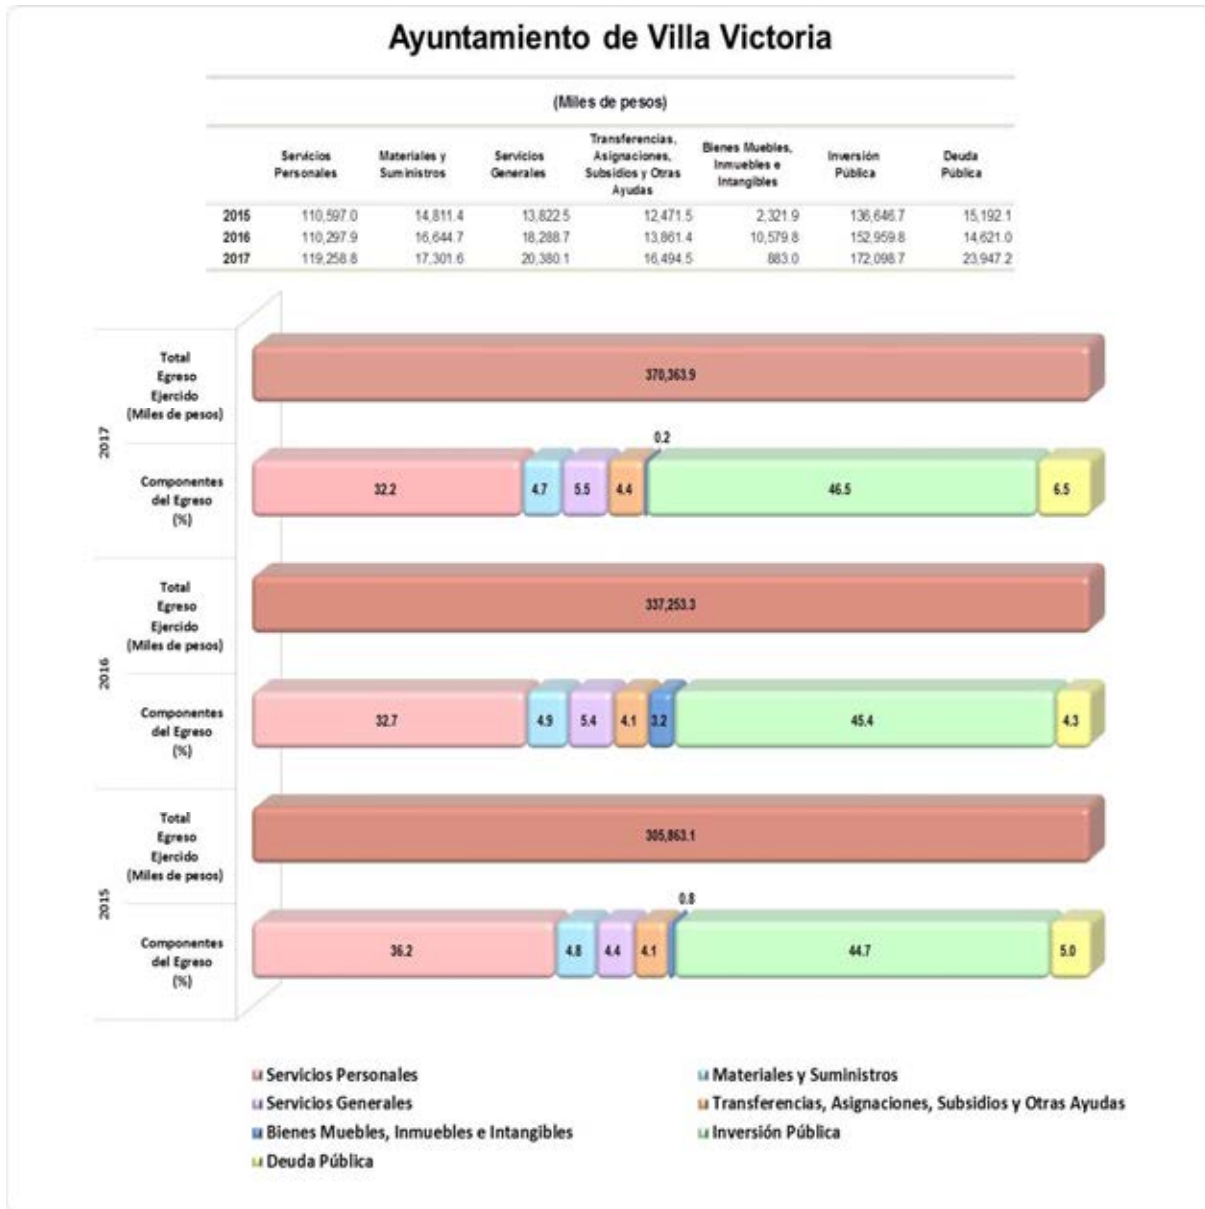 Ayuntamiento de Villa Victoria
(Miles de pesos)
Servicios Personales Materiales y Suministros Servicios Generales Transferencias, Asignaciones, Subsidios y Otras Ayudas Bienes Muebles, Inmuebles e Intangibles Inversión Pública Deuda Pública
2015 110,597.0 14,811.4 13,822.5 12,471.5 2,321.9 136,646.7 15,192.1
2016 110,297.9 16,644.7 18,288.7 13,861.4 10,579.8 152,959.8 14,621.0
2017 119,258.8 17,301.6 20,380.1 16,494.5 883.0 172,098.7 23,947.2
2017
Total
Egreso
Ejercido
(Miles de pesos)
370,363.9
0.2
Componentes
del Egreso
(%)
32.2 4.7 5.5 4.4 46.5 6.5
2016
Total
Egreso
Ejercido
(Miles de pesos)
337,253.3
Componentes
del Egreso
(%)
32.7 4.9 5.4 4.1 3.2 45.4 4.3
2015
Total
Egreso
Ejercido
(Miles de pesos)
305,863.1
0.8
Componentes
del Egreso
(%)
36.2 4.8 4.4 4.1 44.7 5.0
Servicios Personales
Materiales y Suministros
Servicios Generales
Transferencias, Asignaciones, Subsidios y Otras Ayudas
Bienes Muebles, Inmuebles e Intangibles
Inversión Pública
Deuda Pública